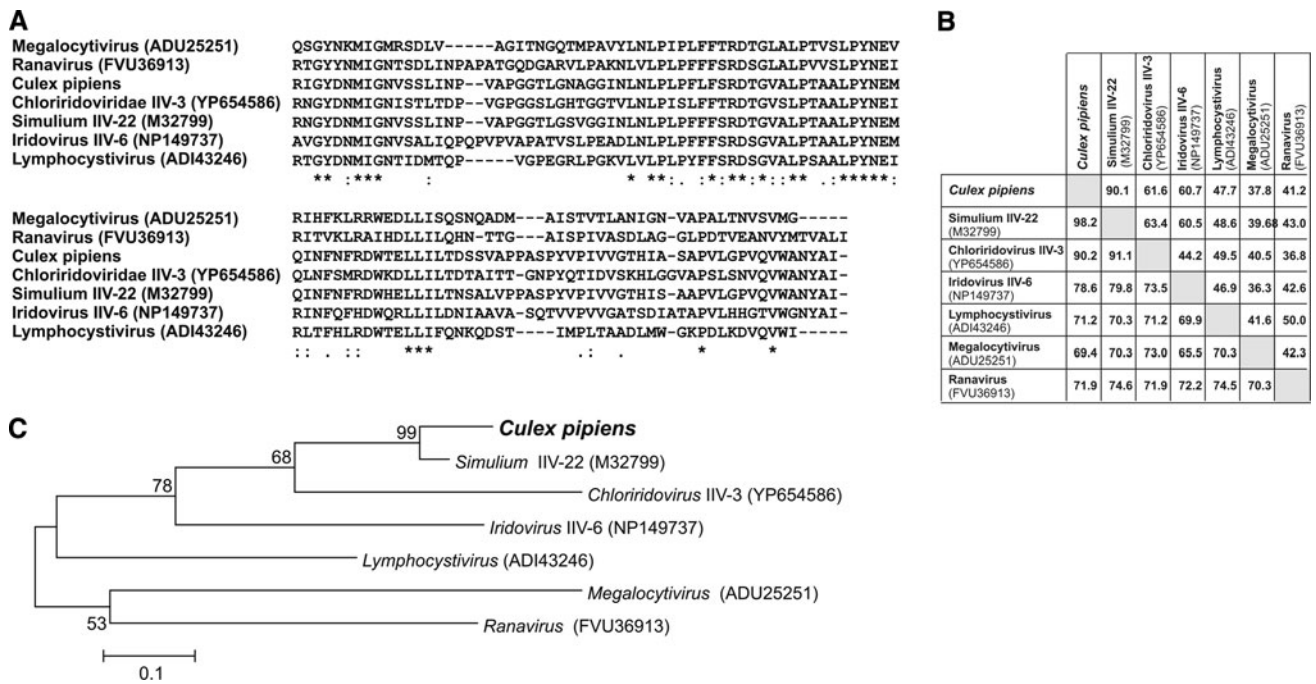 A
Megalocytivirus (ADU25251) QSGYNKMIGMRSDLV-----AGITNGQTMPAVYLNLPIPLFFTRDTGLALPTVSLPYNEV
Ranavirus (FVU36913) RTGYYNMIGNTSDLINPAPATGQDGARVLPAKNLVLPLPFFFSRDSGVALPTAALPYNEI
Culex pipiens RIGYDNMIGNVSSLINP--VAPGGTLGNAGGINLNLPLSLFFTRDTGVALPTAALPYNEM
Chloriridoviridae IIV-3 (YP654586) RNGYDNMIGNTSTLTDP--VGPGGSLGHTGGTVLNLPISLFFTRDTGVSLPTAALPYNEM
Simulium IIV-22 (M32799) RNGYDNMIGNVSSLINP--VAPGGTLGSVGGINLNLPLSLFFTRDTGVALPTAALPYNEM
Iridovirus IIV-6 (NP149737) AVGYDNMIGNTSDLTQPQPVPVAPATVSLPEADLNLPLPFFFSRDSGVALPTAALPYNEM
Lymphocystivirus (ADI43246) RTGYDNMIGNTIDMTQP------VGPEGRLPGKVLVLPLPYFFSRDSGVALPSAALPYNEI
** :*** : * **:. :**:**:* ** .::******:
Megalocytivirus (ADU25251) RIHFKLRRWEDLLISQSNQADM---AISTVTLANIGN-VAPALTNVSVMG-----
Ranavirus (FVU36913) RITVKLRAIHDLLILQHN-TTG---AISPIVASDLAG-GLPDTVEANVYMTVALI
Culex pipiens QINFNFRDWTELLILTNSALVPPASPYVPIVVGTHISAAPVLGPVQVWANYAI-
Chloriridoviridae IIV-3 (YP654586) QLNFSMRDWKDLLILTDTAITT-GNPYQTIDVSKHLGGVAPSLSNVQVWANYAI-
Simulium IIV-22 (M32799) QINFNFRDWHELLILTNSALVPPASPYVPIVVGTHIS-AAPVLGPVQVWANYAI-
Iridovirus IIV-6 (NP149737) QINFQFHDWQRLLILDNIAAVA-SQTVVPVVGATSDIATAPVLHHGTVWGNYAI-
Lymphocystivirus (ADI43246) RLTFHLRDWTELLIFQNKQDST---IMPLTAADLMW-GKPDLKDVQVWI-----
:: . :: *** .: . * *
B
Culex pipiens
Simulium IIV-22 (M32799)
Chloriridovirus IIV-3 (YP654586)
Iridovirus IIV-6 (NP149737)
Lymphocystivirus (ADI43246)
Megalocytivirus (ADU25251)
Ranavirus (FVU36913)
Culex pipiens 90.1 61.6 60.7 47.7 37.8 41.2
Simulium IIV-22 (M32799) 98.2 63.4 60.5 48.6 39.68 43.0
Chloriridovirus IIV-3 (YP654586) 90.2 91.1 44.2 49.5 40.5 36.8
Iridovirus IIV-6 (NP149737) 78.6 79.8 73.5 46.9 36.3 42.6
Lymphocystivirus (ADI43246) 71.2 70.3 71.2 69.9 41.6 50.0
Megalocytivirus (ADU25251) 69.4 70.3 73.0 65.5 70.3 42.3
Ranavirus (FVU36913) 71.9 74.6 71.9 72.2 74.5 70.3
C
99 Culex pipiens
68 Simulium IIV-22 (M32799)
78 Chloriridovirus IIV-3 (YP654586)
Iridovirus IIV-6 (NP149737)
Lymphocystivirus (ADI43246)
Megalocytivirus (ADU25251)
53 Ranavirus (FVU36913)
0.1